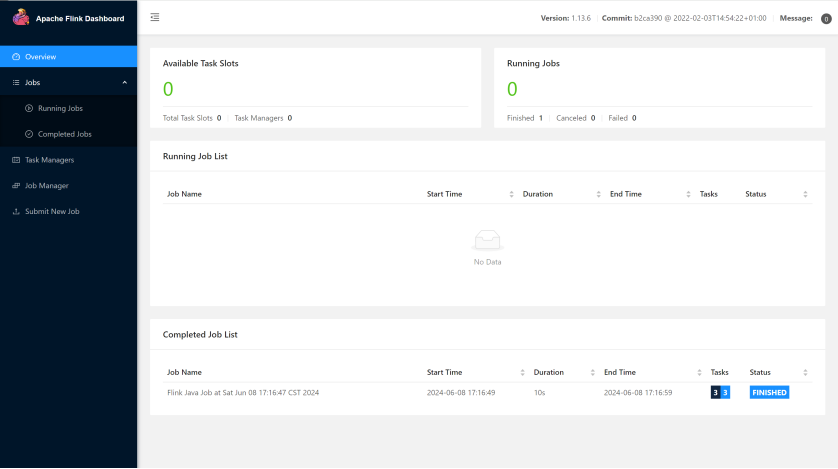 Apache Flink Dashboard
Version: 1.13.6 Commit: b2ca390 @ 2022-02-03T14:54:22+01:00 Message: 0
Overview
Jobs
Running Jobs
Completed Jobs
Task Managers
Job Manager
Submit New Job
Available Task Slots
0
Total Task Slots 0 Task Managers 0
Running Jobs
0
Finished 1 Canceled 0 Failed 0
Running Job List
Job Name Start Time Duration End Time Tasks Status
No Data
Completed Job List
Job Name Start Time Duration End Time Tasks Status
Flink Java Job at Sat Jun 08 17:16:47 CST 2024 2024-06-08 17:16:49 10s 2024-06-08 17:16:59 3 3 FINISHED